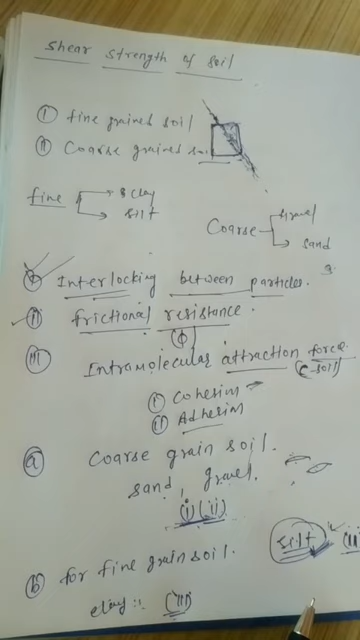 Shear Strength of Soil
(I) fine grained soil
(II) Coarse grained soil
fine → clay
→ silt
Coarse gravel
→ sand
(I) Interlocking between particles.
(II) frictional resistance.
(ϕ)
(III) Intramolecular attraction force
(C-soil)
(i) Cohesion
(ii) Adhesion
(a) Coarse grain soil.
sand, gravel.
(i) (ii)
silt (II)
(b) for fine grain soil.
clay :. (III)